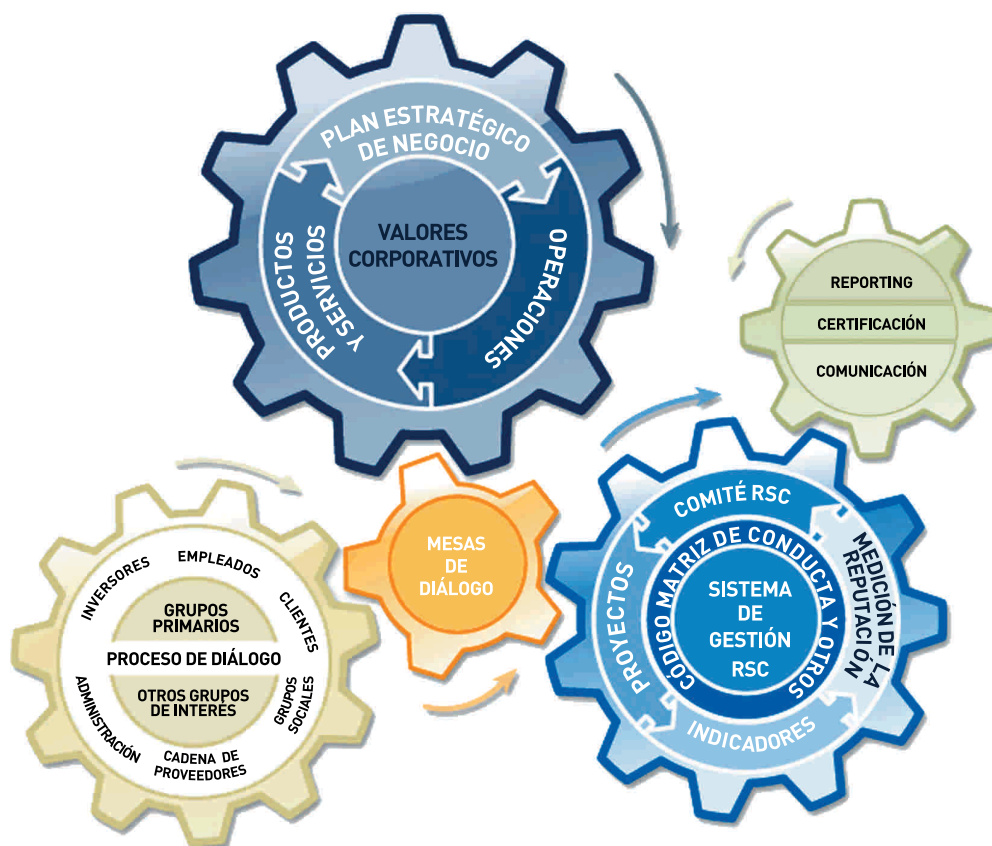 PLAN ESTRATÉGICO
DE NEGOCIO
PRODUCTOS
Y SERVICIOS
VALORES
CORPORATIVOS
OPERACIONES
REPORTING
CERTIFICACIÓN
COMUNICACIÓN
MESAS
DE
DIÁLOGO
INVERSORES
EMPLEADOS
CLIENTES
GRUPOS
PRIMARIOS
PROCESO DE DIÁLOGO
OTROS GRUPOS
DE INTERÉS
ADMINISTRACIÓN
CADENA DE
PROVEEDORES
GRUPOS
SOCIALES
COMITÉ RSC
MEDICIÓN DE LA
REPUTACIÓN
INDICADORES
PROYECTOS
CÓDIGO MATRIZ DE CONDUCTA Y OTROS
SISTEMA
DE
GESTIÓN
RSC